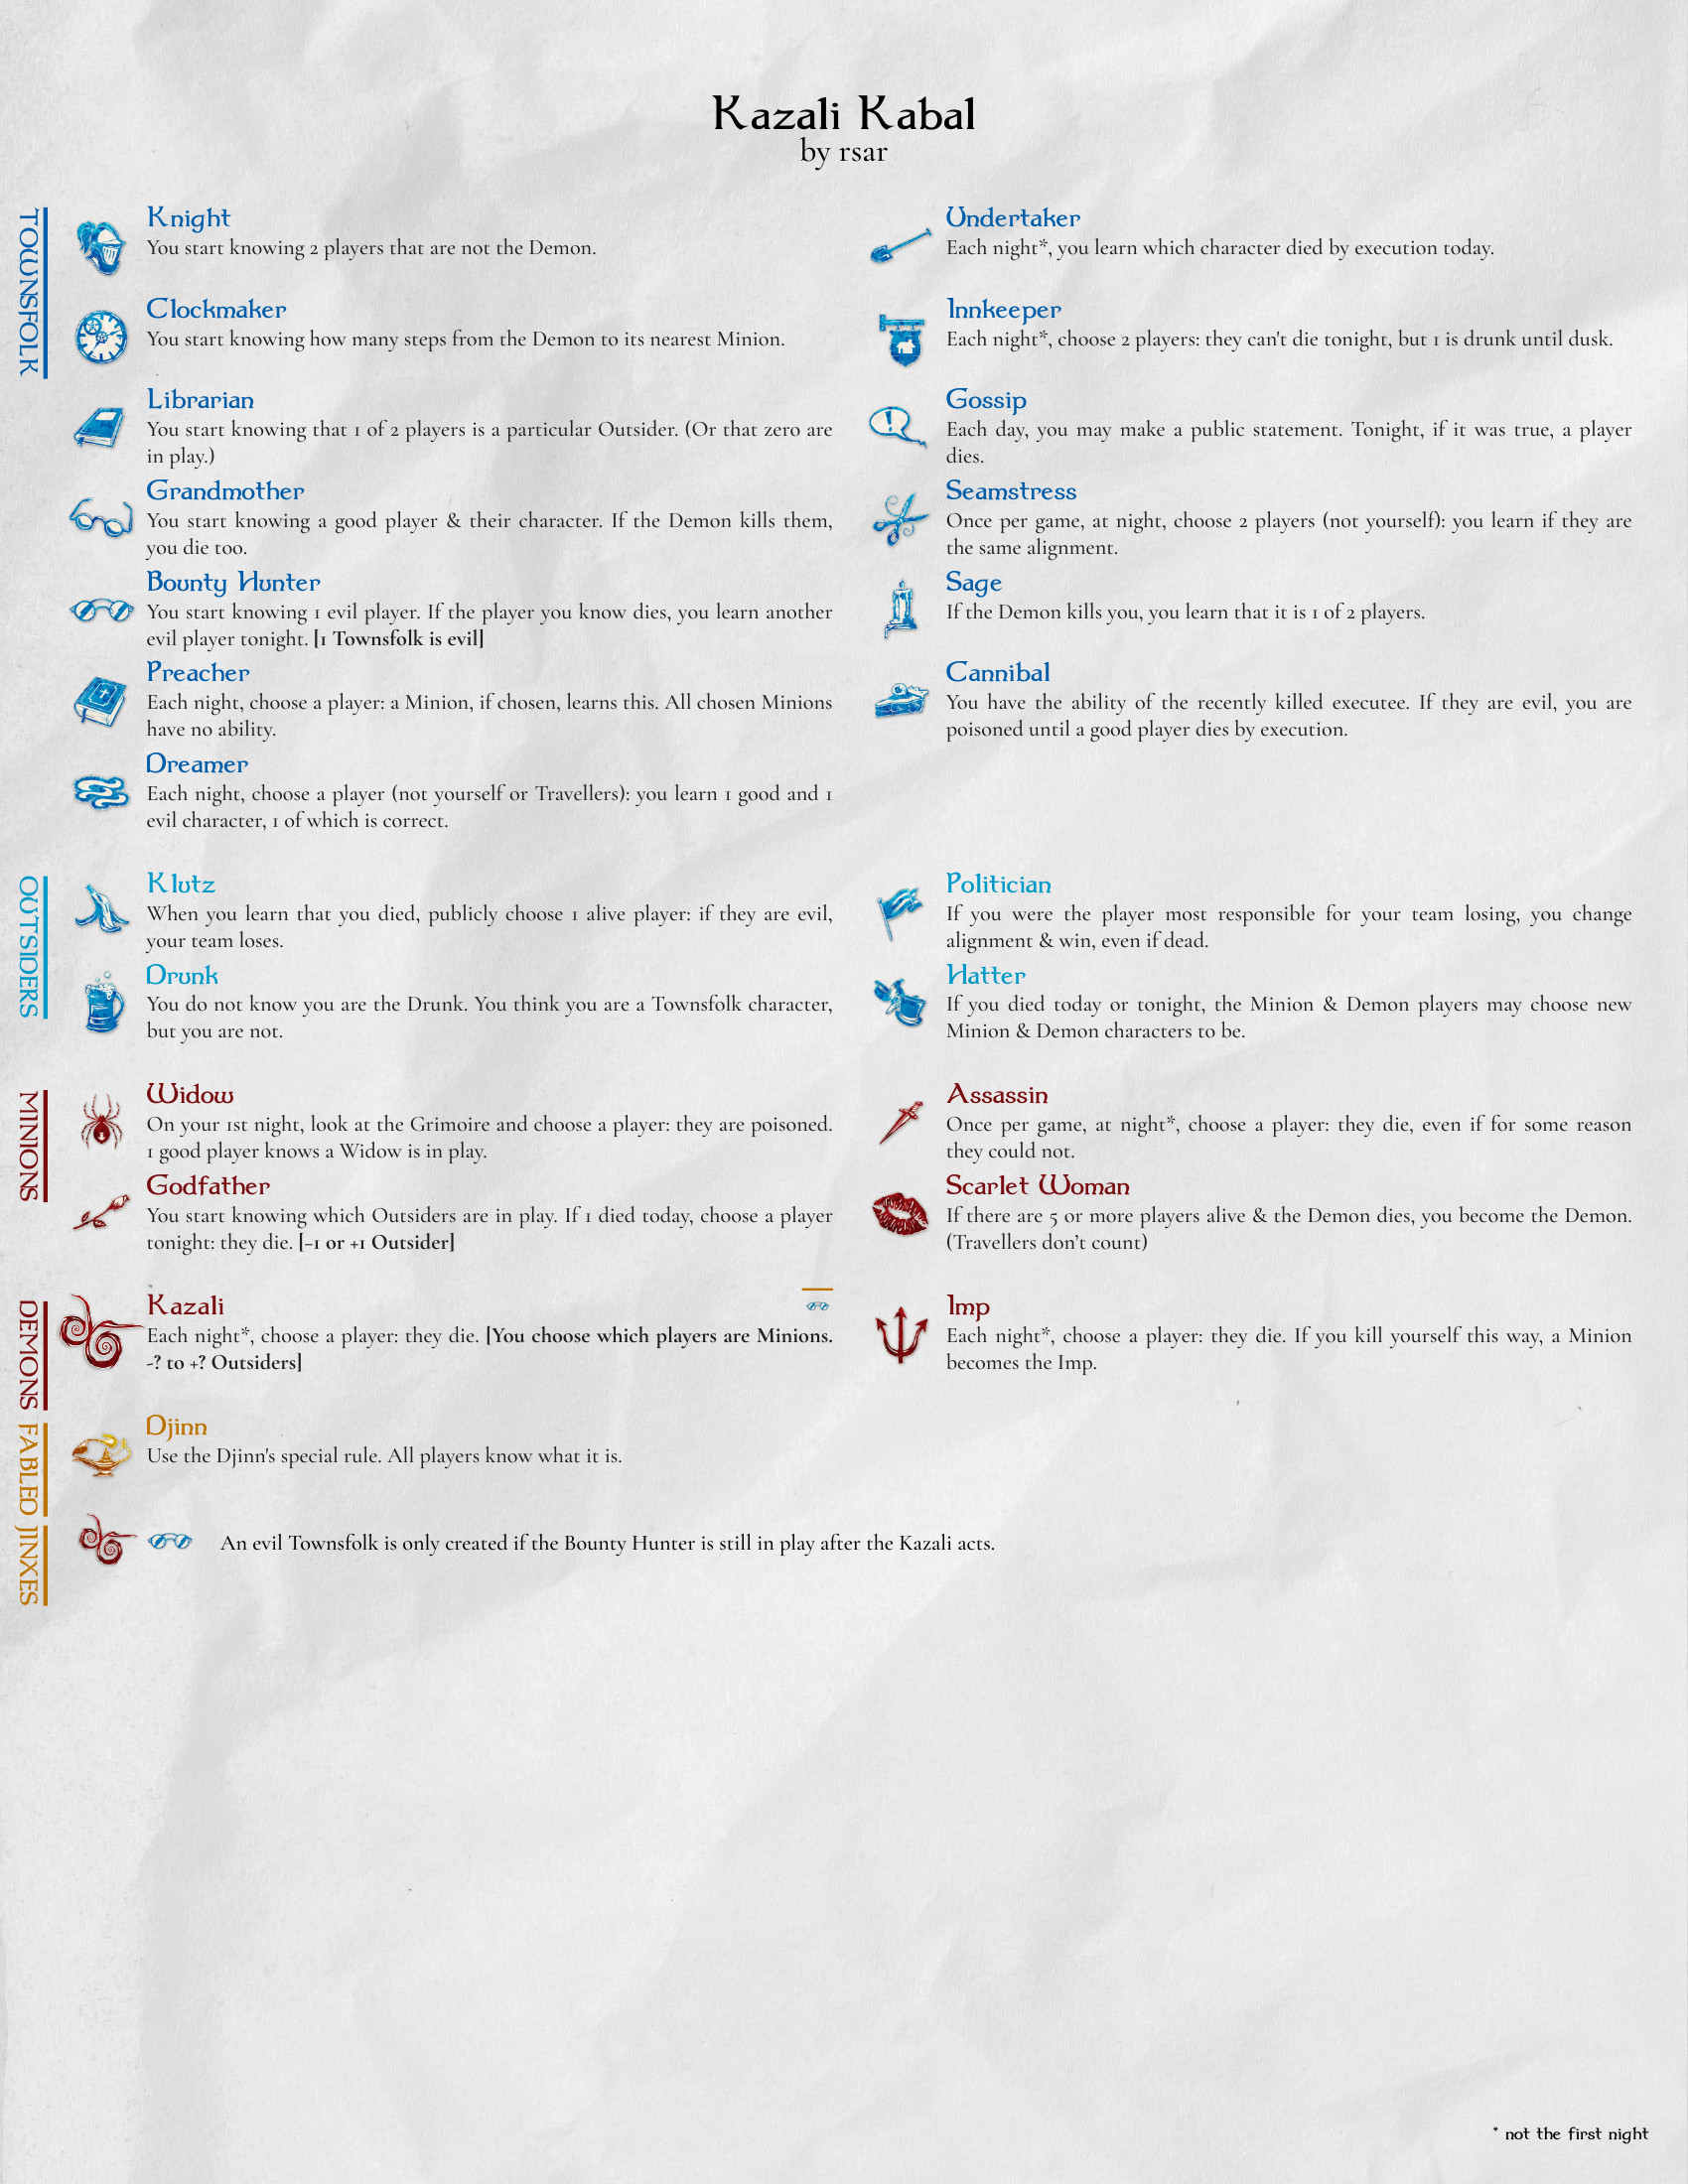 Kazali Kabal
by rsar
TOWNSFOLK
Knight
You start knowing 2 players that are not the Demon.
Clockmaker
You start knowing how many steps from the Demon to its nearest Minion.
Librarian
You start knowing that 1 of 2 players is a particular Outsider. (Or that zero are
in play.)
Grandmother
You start knowing a good player & their character. If the Demon kills them,
you die too.
Bounty Hunter
You start knowing 1 evil player. If the player you know dies, you learn another
evil player tonight. [1 Townsfolk is evil]
Preacher
Each night, choose a player: a Minion, if chosen, learns this. All chosen Minions
have no ability.
Dreamer
Each night, choose a player (not yourself or Travellers): you learn 1 good and 1
evil character, 1 of which is correct.
Undertaker
Each night*, you learn which character died by execution today.
Innkeeper
Each night*, choose 2 players: they can't die tonight, but 1 is drunk until dusk.
Gossip
Each day, you may make a public statement. Tonight, if it was true, a player
dies.
Seamstress
Once per game, at night, choose 2 players (not yourself): you learn if they are
the same alignment.
Sage
If the Demon kills you, you learn that it is 1 of 2 players.
Cannibal
You have the ability of the recently killed executee. If they are evil, you are
poisoned until a good player dies by execution.
OUTSIDERS
Klutz
When you learn that you died, publicly choose 1 alive player: if they are evil,
your team loses.
Drunk
You do not know you are the Drunk. You think you are a Townsfolk character,
but you are not.
Politician
If you were the player most responsible for your team losing, you change
alignment & win, even if dead.
Hatter
If you died today or tonight, the Minion & Demon players may choose new
Minion & Demon characters to be.
MINIONS
Widow
On your 1st night, look at the Grimoire and choose a player: they are poisoned.
1 good player knows a Widow is in play.
Godfather
You start knowing which Outsiders are in play. If 1 died today, choose a player
tonight: they die. [−1 or +1 Outsider]
Assassin
Once per game, at night*, choose a player: they die, even if for some reason
they could not.
Scarlet Woman
If there are 5 or more players alive & the Demon dies, you become the Demon.
(Travellers don’t count)
DEMONS
Kazali
Each night*, choose a player: they die. [You choose which players are Minions.
-? to +? Outsiders]
Imp
Each night*, choose a player: they die. If you kill yourself this way, a Minion
becomes the Imp.
FABLED
Djinn
Use the Djinn's special rule. All players know what it is.
JINXES
An evil Townsfolk is only created if the Bounty Hunter is still in play after the Kazali acts.
* not the first night